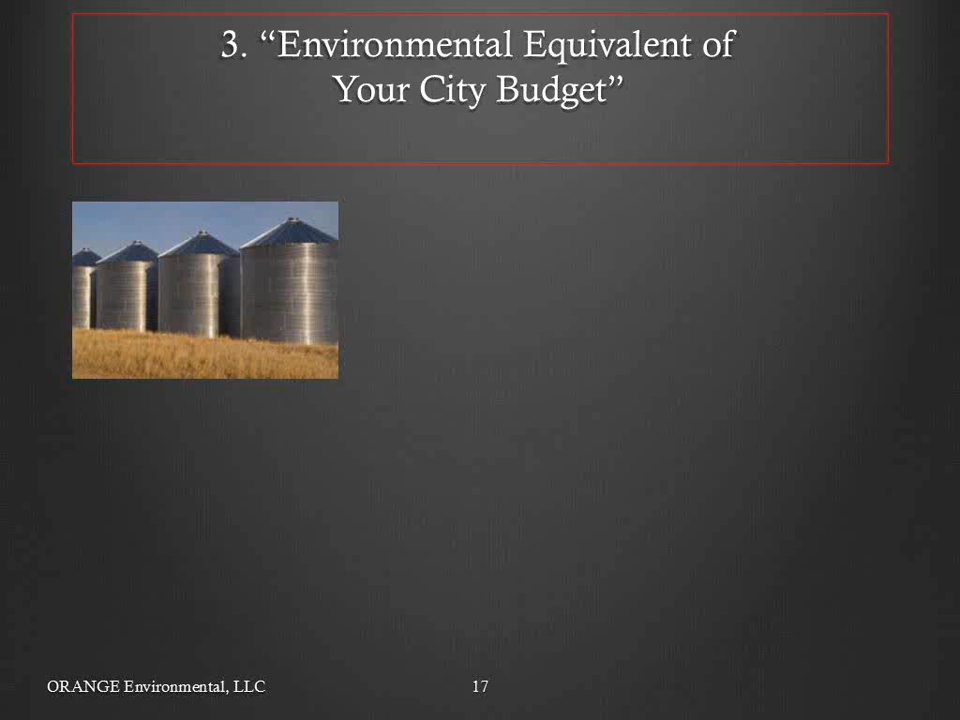 3. “Environmental Equivalent of
Your City Budget”
ORANGE Environmental, LLC
17